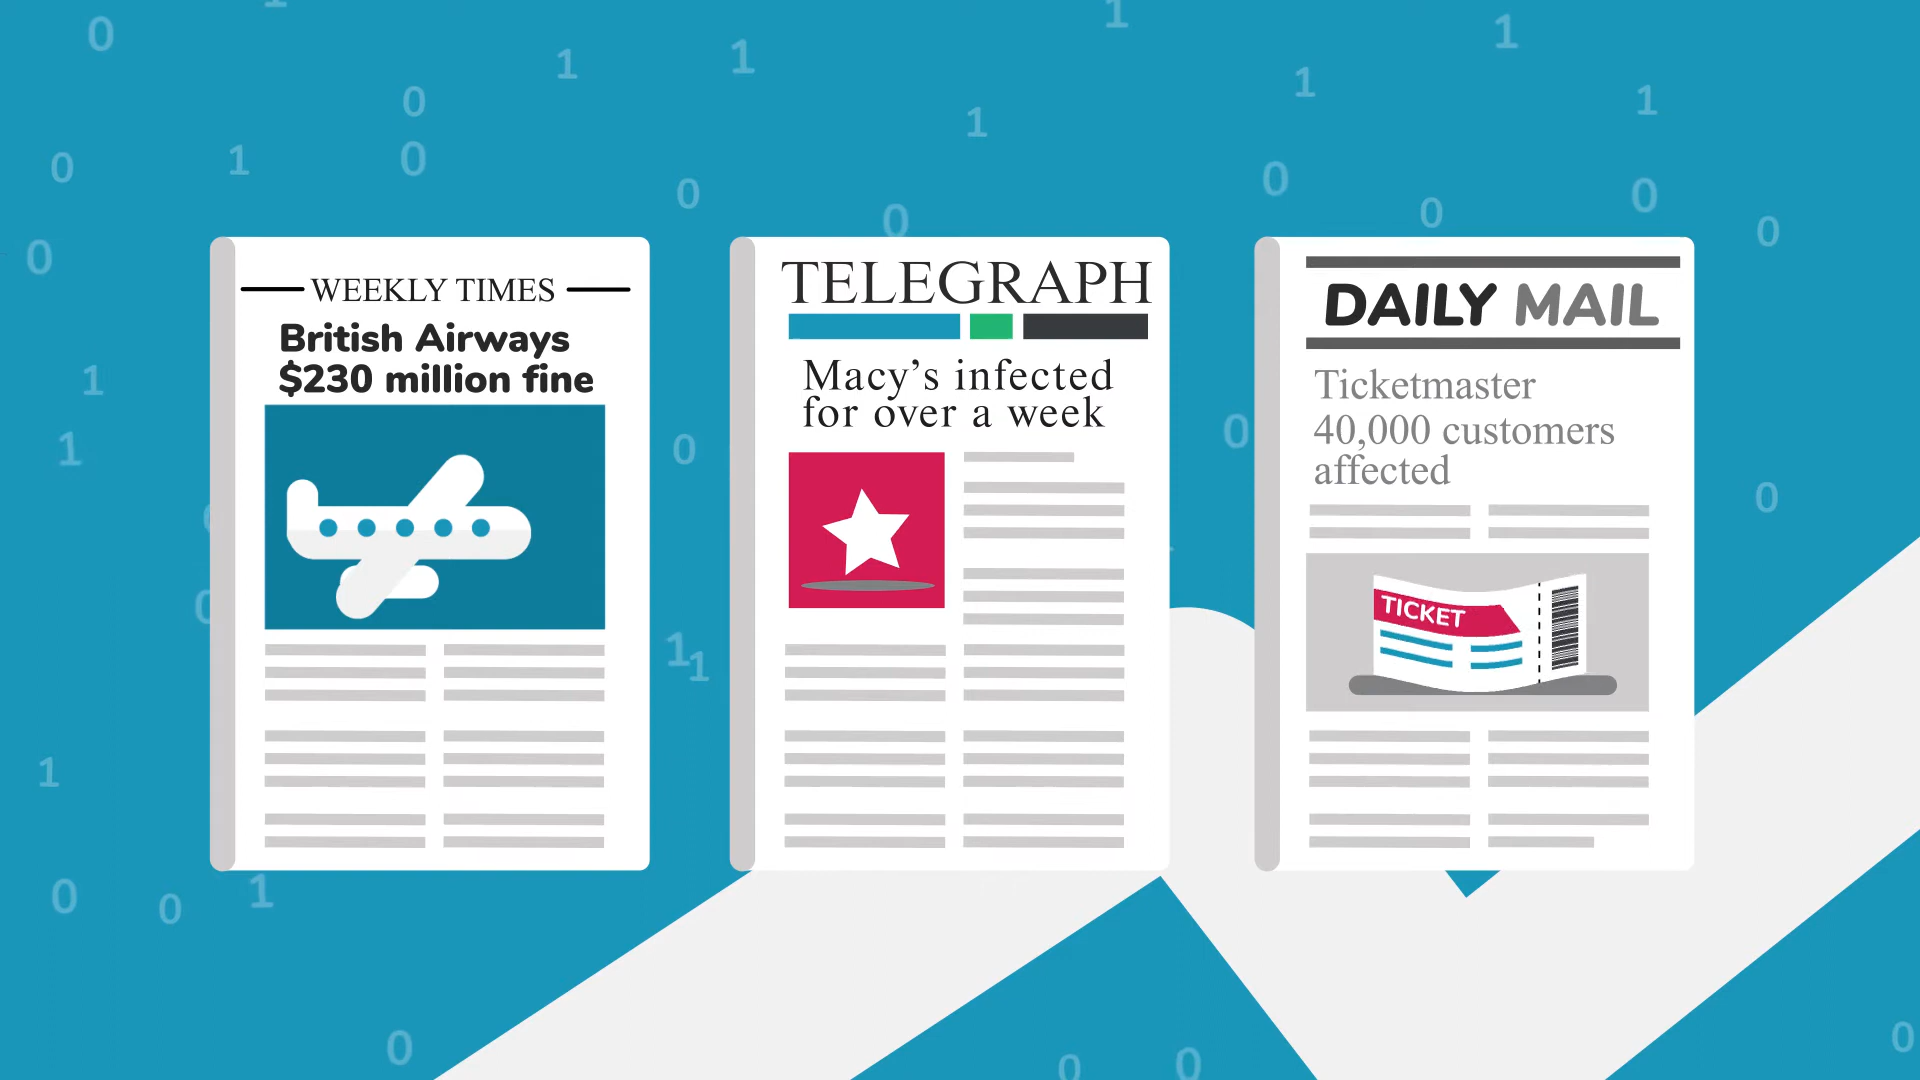 WEEKLY TIMES
British Airways
$230 million fine
TELEGRAPH
Macy’s infected
for over a week
DAILY MAIL
Ticketmaster
40,000 customers
affected
TICKET